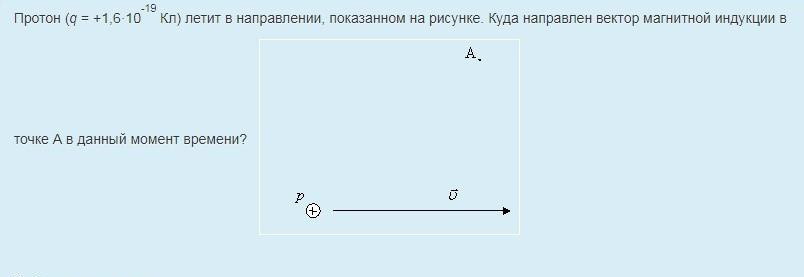 Протон (q = +1,6·10⁻¹⁹ Кл) летит в направлении, показанном на рисунке. Куда направлен вектор магнитной индукции в
A.
точке А в данный момент времени?
p
+
υ⃗